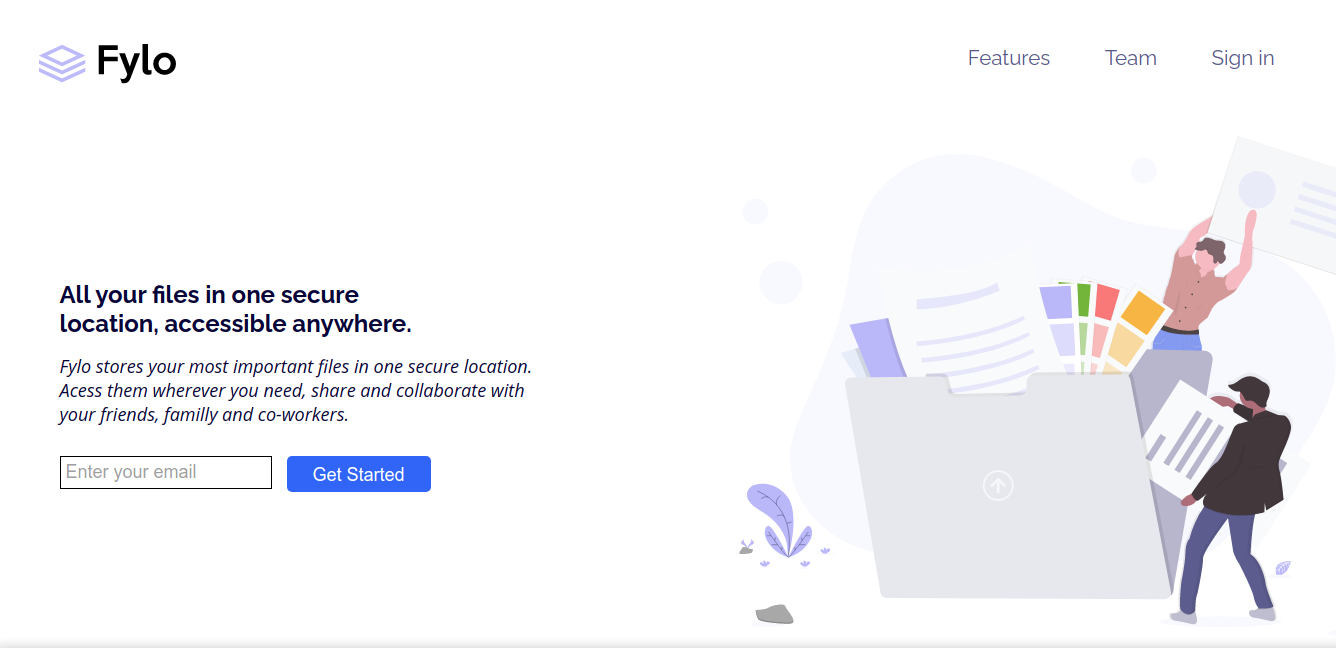 Fylo
Features
Team
Sign in
All your files in one secure
location, accessible anywhere.
Fylo stores your most important files in one secure location.
Acess them wherever you need, share and collaborate with
your friends, familly and co-workers.
Enter your email
Get Started